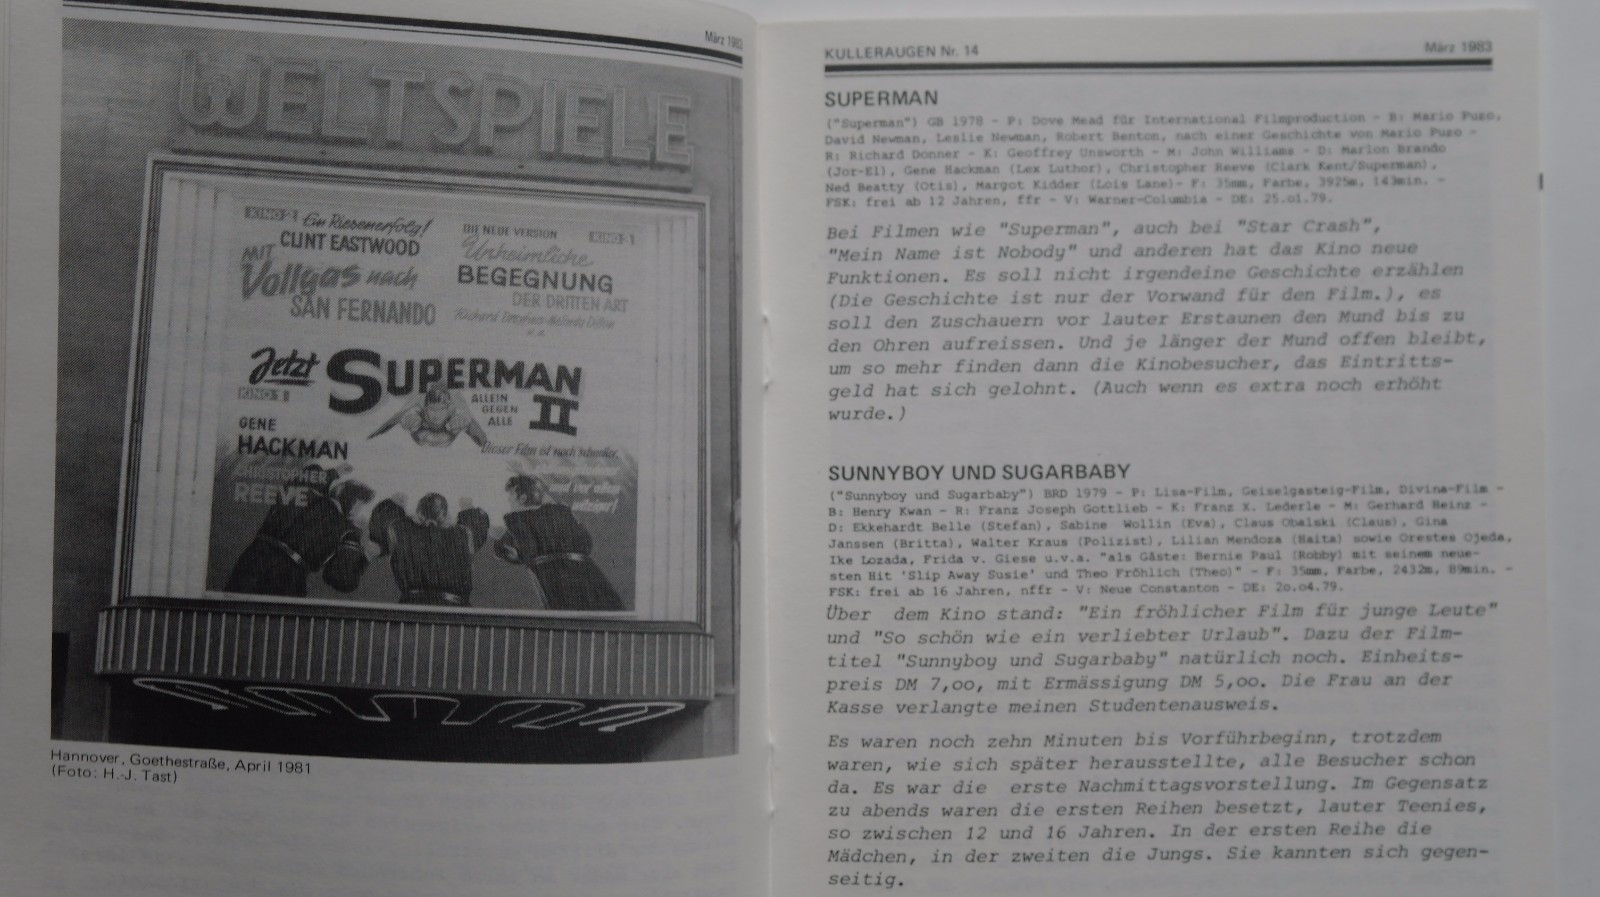 März 1983
WELTSPIELE
KINO 2 Ein Riesenerfolg!
CLINT EASTWOOD
MIT
Vollgas nach
SAN FERNANDO
DIE NEUE VERSION KINO 1
Unheimliche
BEGEGNUNG
DER DRITTEN ART
Richard Dreyfuss
Jetzt SUPERMAN II
ALLEIN
GEGEN
ALLE
GENE
HACKMAN
CHRISTOPHER
REEVE
Dieser Film ist noch schneller,
und vor allem
Hannover, Goethestraße, April 1981
(Foto: H.-J. Tast)
KULLERAUGEN Nr. 14 März 1983
SUPERMAN
("Superman") GB 1978 - P: Dove Mead für International Filmproduction - B: Mario Puzo,
David Newman, Leslie Newman, Robert Benton, nach einer Geschichte von Mario Puzo -
R: Richard Donner - K: Geoffrey Unsworth - M: John Williams - D: Marlon Brando
(Jor-El), Gene Hackman (Lex Luthor), Christopher Reeve (Clark Kent/Superman),
Ned Beatty (Otis), Margot Kidder (Lois Lane)- F: 35mm, Farbe, 3925m, 143min. -
FSK: frei ab 12 Jahren, ffr - V: Warner-Columbia - DE: 25.o1.79.
Bei Filmen wie "Superman", auch bei "Star Crash",
"Mein Name ist Nobody" und anderen hat das Kino neue
Funktionen. Es soll nicht irgendeine Geschichte erzählen
(Die Geschichte ist nur der Vorwand für den Film.), es
soll den Zuschauern vor lauter Erstaunen den Mund bis zu
den Ohren aufreissen. Und je länger der Mund offen bleibt,
um so mehr finden dann die Kinobesucher, das Eintritts-
geld hat sich gelohnt. (Auch wenn es extra noch erhöht
wurde.)
SUNNYBOY UND SUGARBABY
("Sunnyboy und Sugarbaby") BRD 1979 - P: Lisa-Film, Geiselgasteig-Film, Divina-Film -
B: Henry Kwan - R: Franz Joseph Gottlieb - K: Franz X. Lederle - M: Gerhard Heinz -
D: Ekkehardt Belle (Stefan), Sabine Wollin (Eva), Claus Obalski (Claus), Gina
Janssen (Britta), Walter Kraus (Polizist), Lilian Mendoza (Haita) sowie Orestes Ojeda,
Ike Lozada, Frida v. Giese u.v.a. "als Gäste: Bernie Paul (Robby) mit seinem neue-
sten Hit 'Slip Away Susie' und Theo Fröhlich (Theo)" - F: 35mm, Farbe, 2432m, 89min. -
FSK: frei ab 16 Jahren, nffr - V: Neue Constanton - DE: 2o.o4.79.
Über dem Kino stand: "Ein fröhlicher Film für junge Leute"
und "So schön wie ein verliebter Urlaub". Dazu der Film-
titel "Sunnyboy und Sugarbaby" natürlich noch. Einheits-
preis DM 7,oo, mit Ermässigung DM 5,oo. Die Frau an der
Kasse verlangte meinen Studentenausweis.
Es waren noch zehn Minuten bis Vorführbeginn, trotzdem
waren, wie sich später herausstellte, alle Besucher schon
da. Es war die erste Nachmittagsvorstellung. Im Gegensatz
zu abends waren die ersten Reihen besetzt, lauter Teenies,
so zwischen 12 und 16 Jahren. In der ersten Reihe die
Mädchen, in der zweiten die Jungs. Sie kannten sich gegen-
seitig.